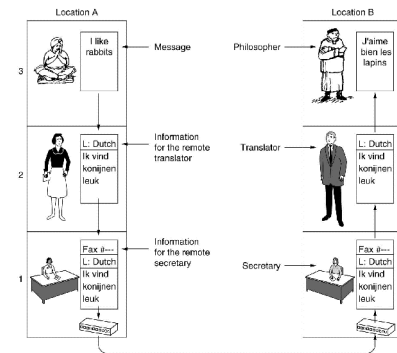 Location A
Location B
3
I like
rabbits
Message
Philosopher
J'aime
bien les
lapins
2
L: Dutch
Ik vind
konijnen
leuk
Information
for the remote
translator
Translator
L: Dutch
Ik vind
konijnen
leuk
1
Fax #---
L: Dutch
Ik vind
konijnen
leuk
Information
for the remote
secretary
Secretary
Fax #---
L: Dutch
Ik vind
konijnen
leuk